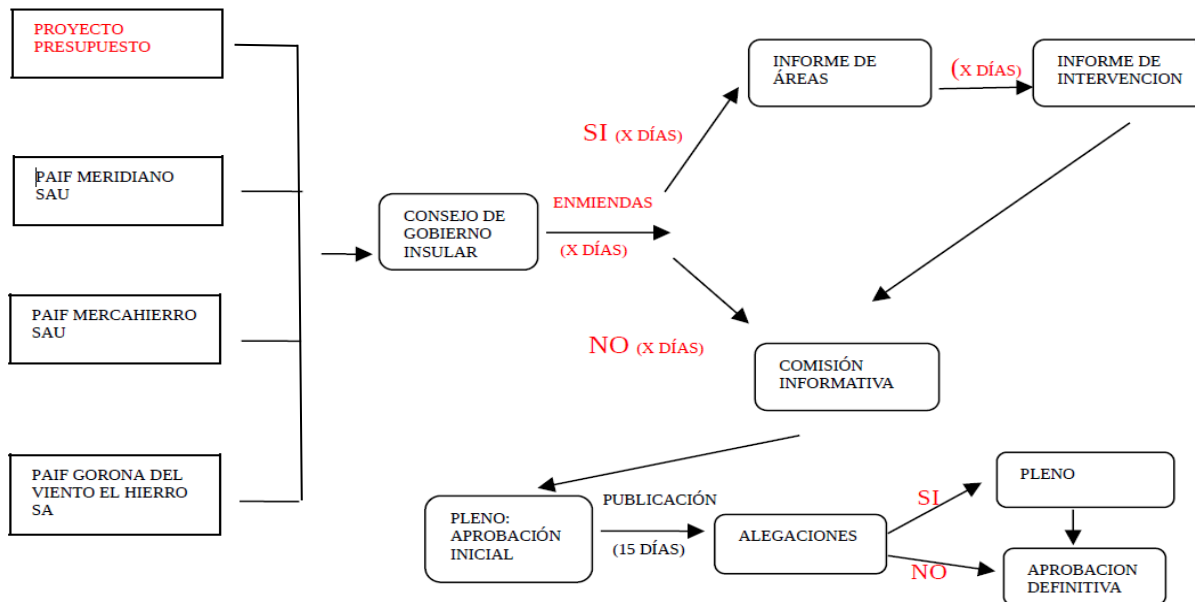 PROYECTO
PRESUPUESTO
PAIF MERIDIANO
SAU
PAIF MERCAHIERRO
SAU
PAIF GORONA DEL
VIENTO EL HIERRO
SA
CONSEJO DE
GOBIERNO
INSULAR
ENMIENDAS
(X DÍAS)
SI (X DÍAS)
NO (X DÍAS)
INFORME DE
ÁREAS
(X DÍAS)
INFORME DE
INTERVENCION
COMISIÓN
INFORMATIVA
PLENO:
APROBACIÓN
INICIAL
PUBLICACIÓN
(15 DÍAS)
ALEGACIONES
SI
NO
PLENO
APROBACION
DEFINITIVA